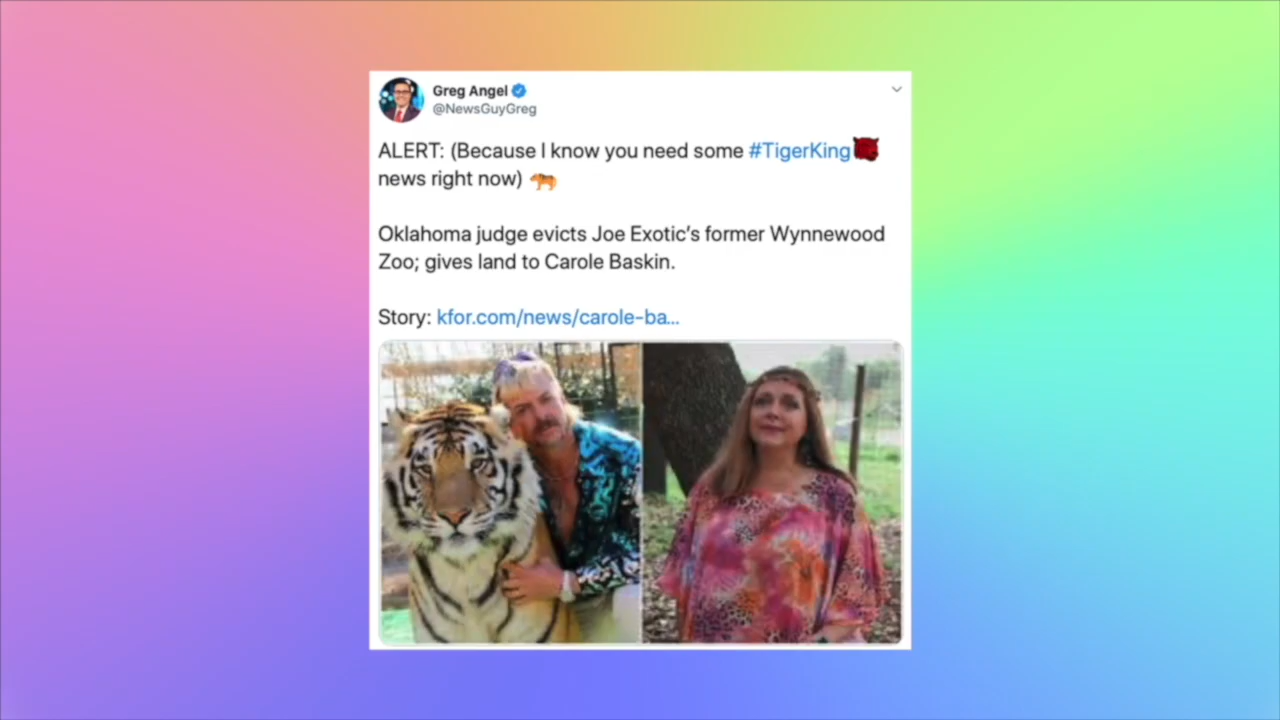 Greg Angel
@NewsGuyGreg
ALERT: (Because I know you need some #TigerKing
news right now) 🐅
Oklahoma judge evicts Joe Exotic’s former Wynnewood
Zoo; gives land to Carole Baskin.
Story: kfor.com/news/carole-ba...